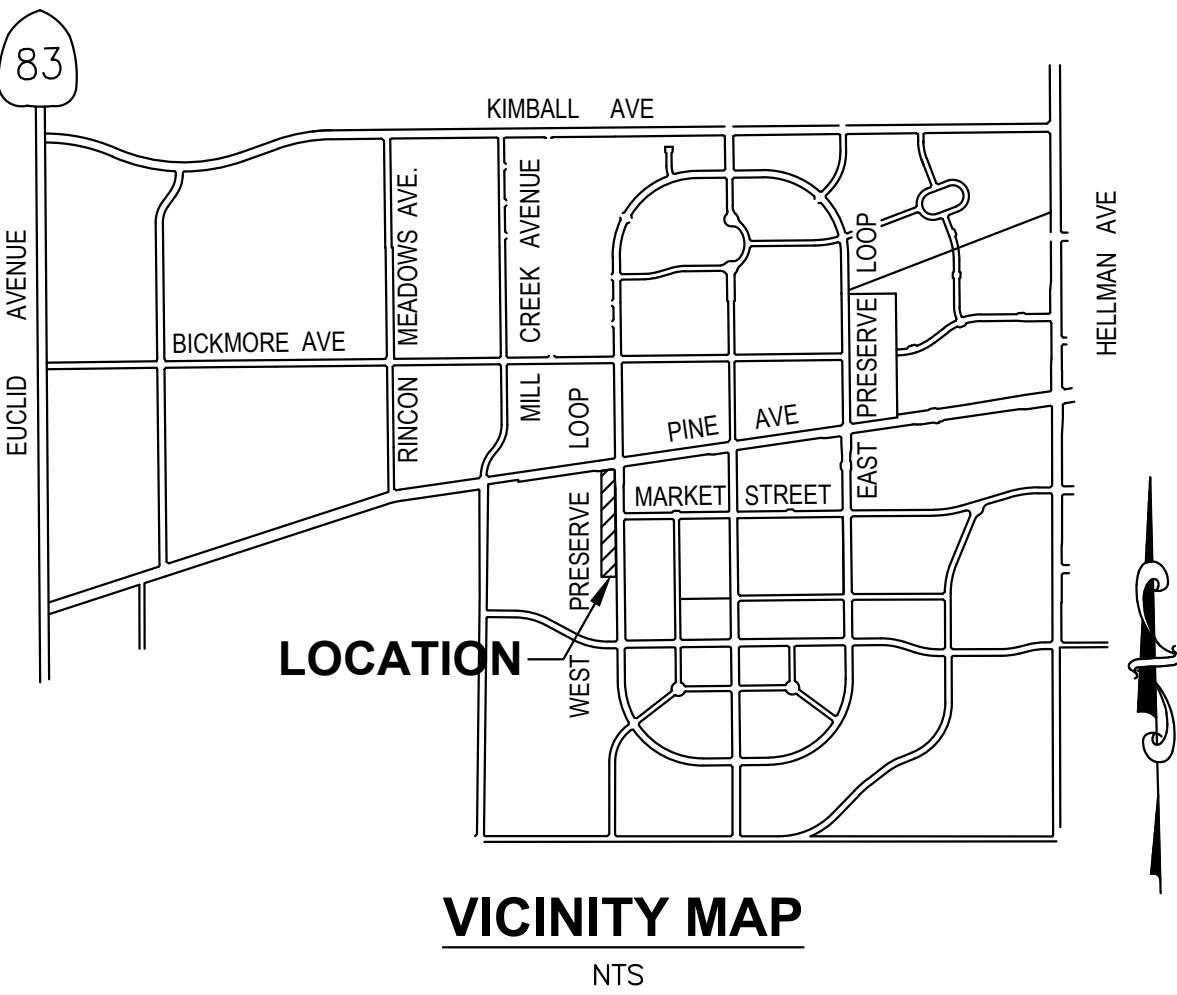 83
KIMBALL AVE
EUCLID AVENUE
RINCON MEADOWS AVE.
MILL CREEK AVENUE
BICKMORE AVE
WEST PRESERVE LOOP
EAST PRESERVE LOOP
HELLMAN AVE
PINE AVE
MARKET STREET
LOCATION
VICINITY MAP
NTS